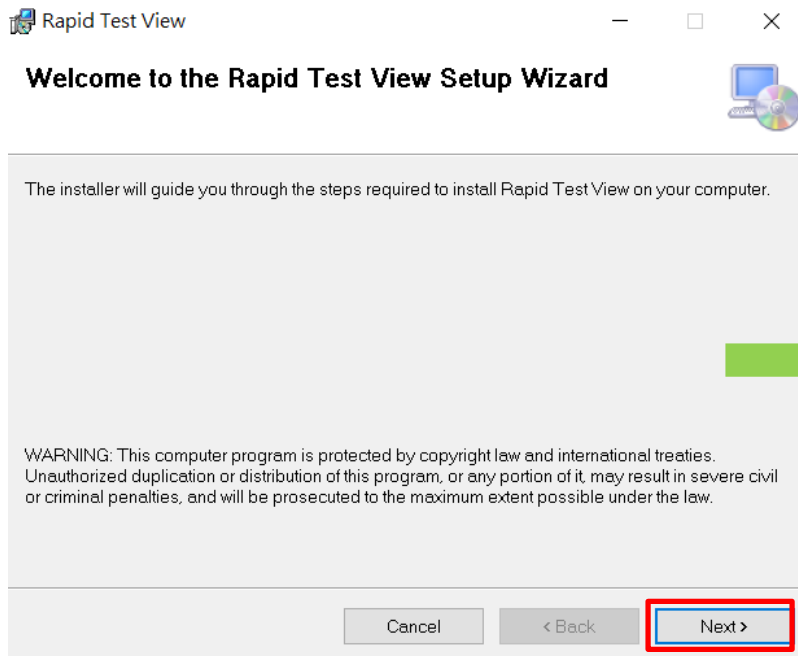 Rapid Test View
Welcome to the Rapid Test View Setup Wizard
The installer will guide you through the steps required to install Rapid Test View on your computer.
WARNING: This computer program is protected by copyright law and international treaties.
Unauthorized duplication or distribution of this program, or any portion of it, may result in severe civil
or criminal penalties, and will be prosecuted to the maximum extent possible under the law.
Cancel
< Back
Next >